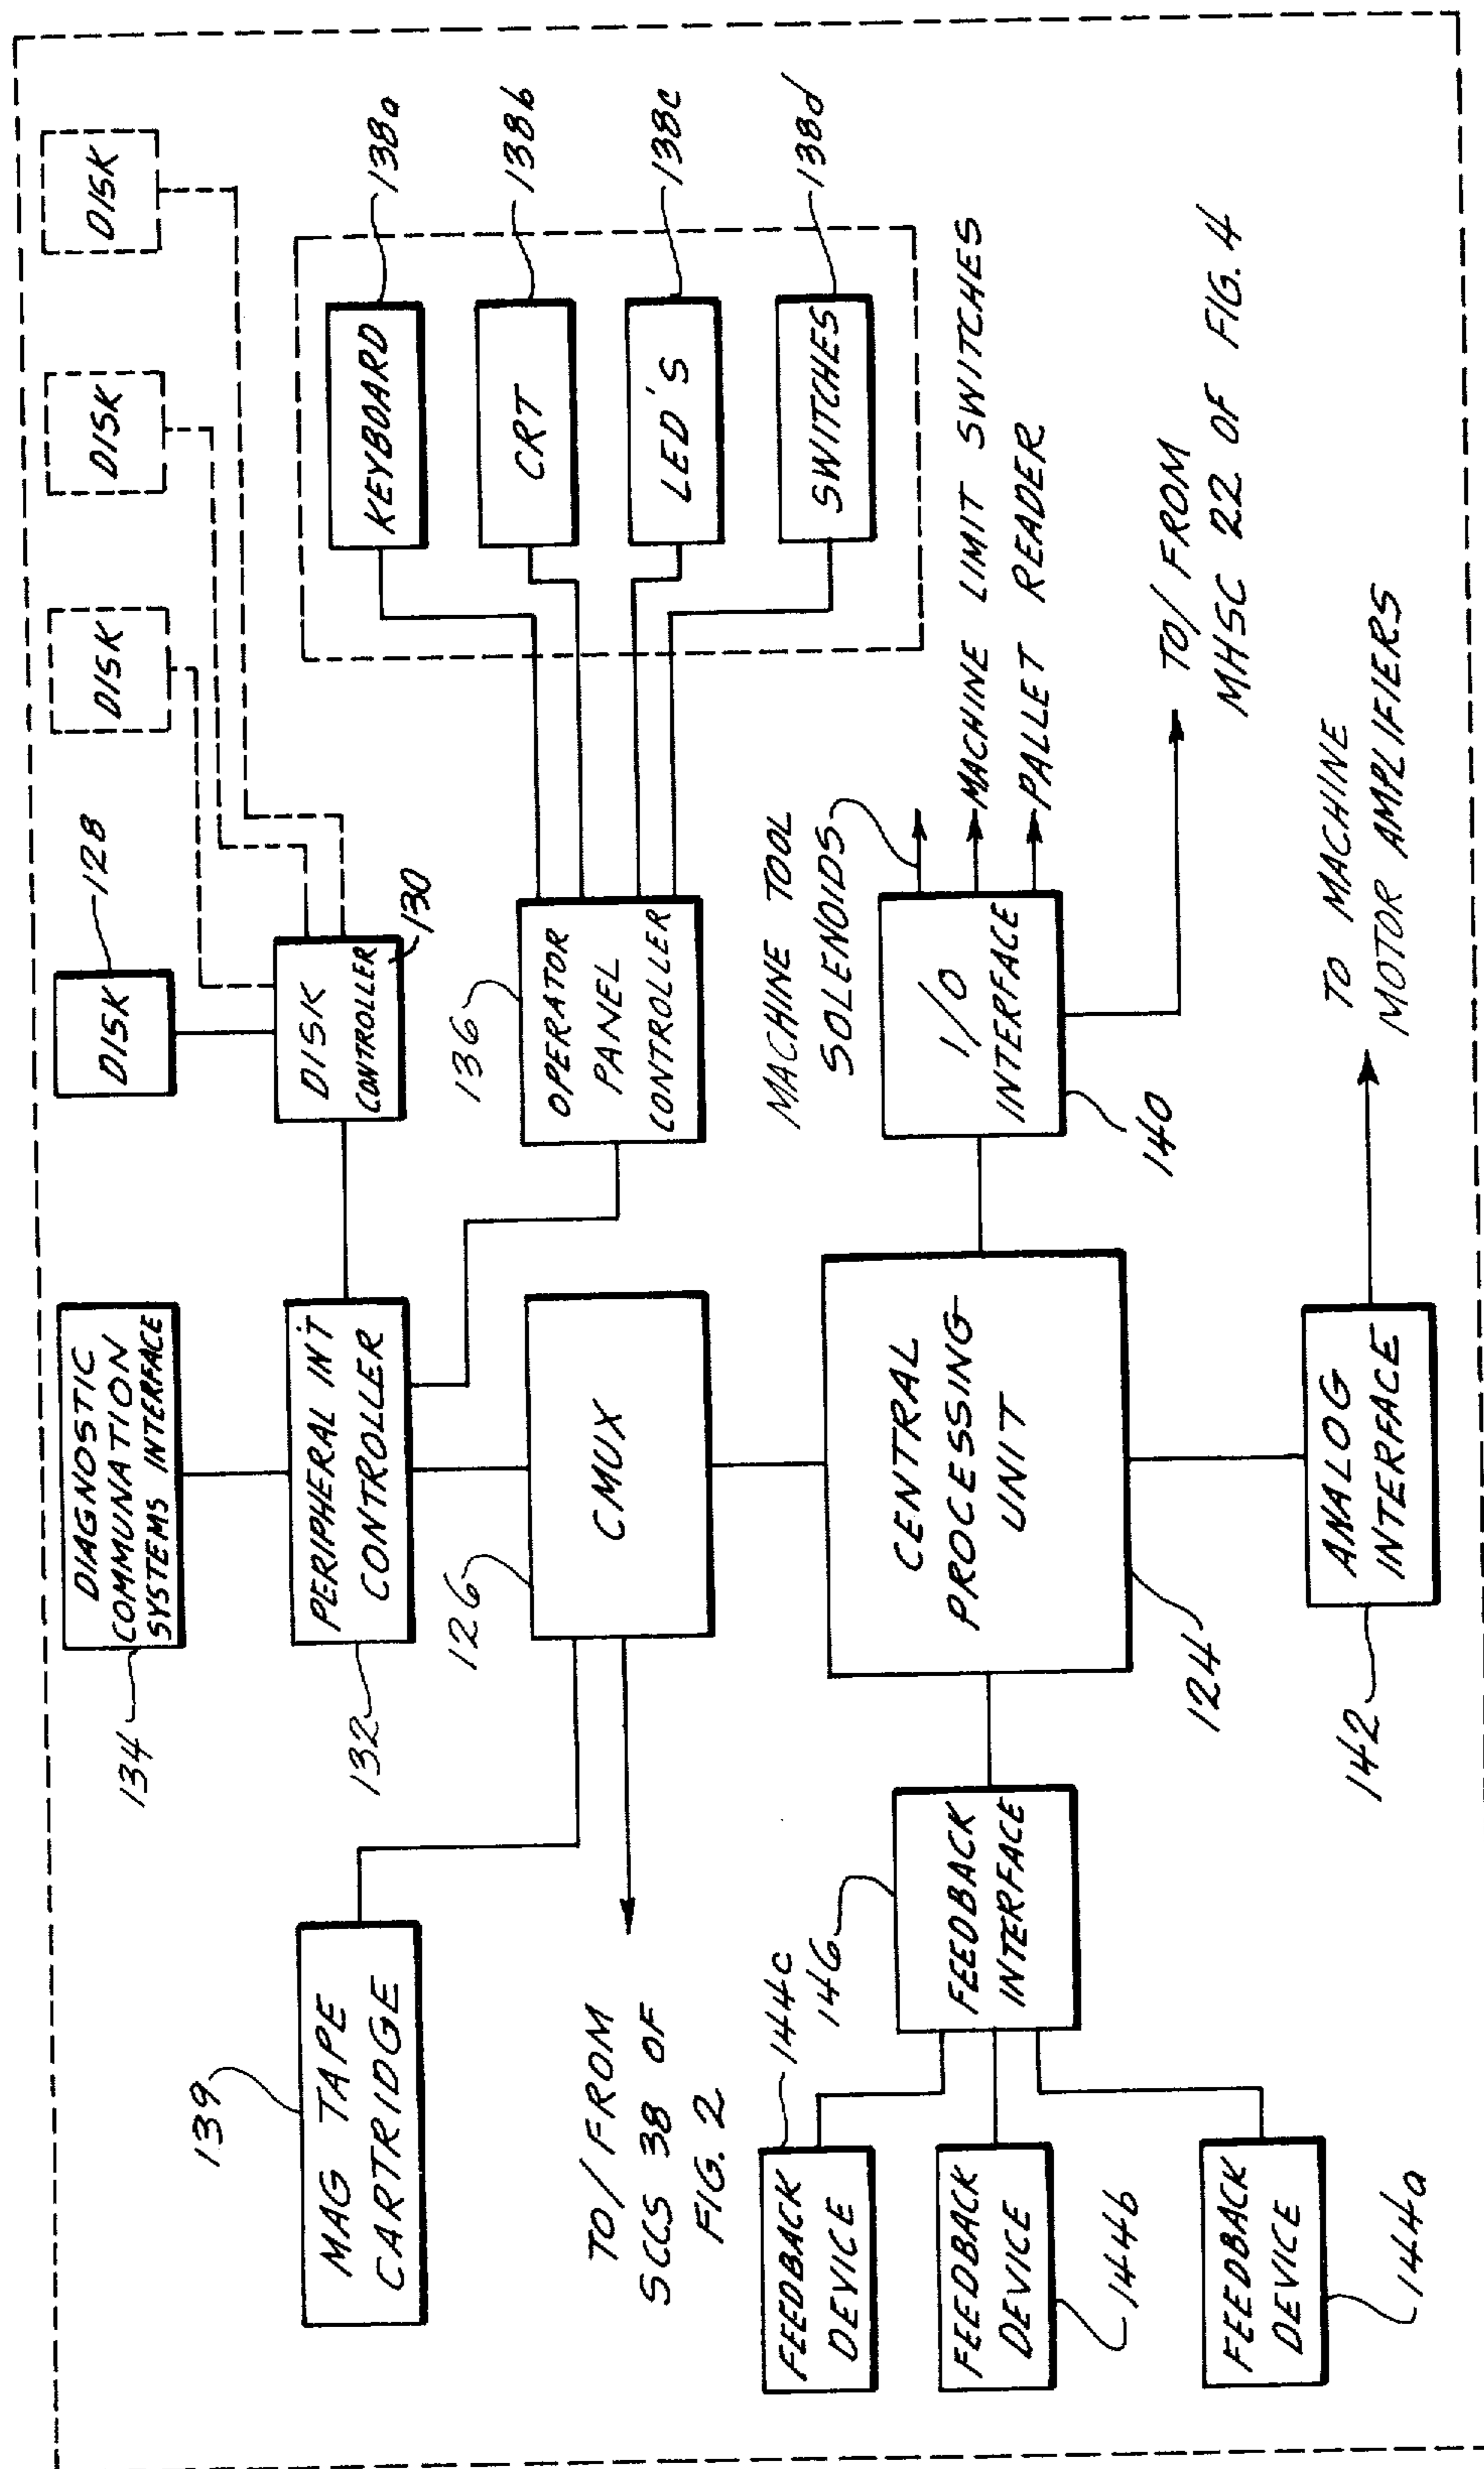 134
DIAGNOSTIC
COMMUNATION
SYSTEMS INTERFACE
DISK
128
DISK
DISK
DISK
139
MAG TAPE
CARTRIDGE
132
PERIPHERAL IN'T
CONTROLLER
DISK
CONTROLLER
130
KEYBOARD
138a
CRT
138b
LED'S
138c
SWITCHES
138d
126
CMUX
136
OPERATOR
PANEL
CONTROLLER
TO/FROM
SCCS 38 OF
FIG. 2
MACHINE TOOL
SOLENOIDS
MACHINE LIMIT SWITCHES
PALLET READER
144c
FEEDBACK
DEVICE
146
FEEDBACK
INTERFACE
CENTRAL
PROCESSING
UNIT
124
I/O
INTERFACE
140
TO/FROM
MHSC 22 OF FIG. 4
FEEDBACK
DEVICE
144b
FEEDBACK
DEVICE
144a
142
ANALOG
INTERFACE
TO MACHINE
MOTOR AMPLIFIERS